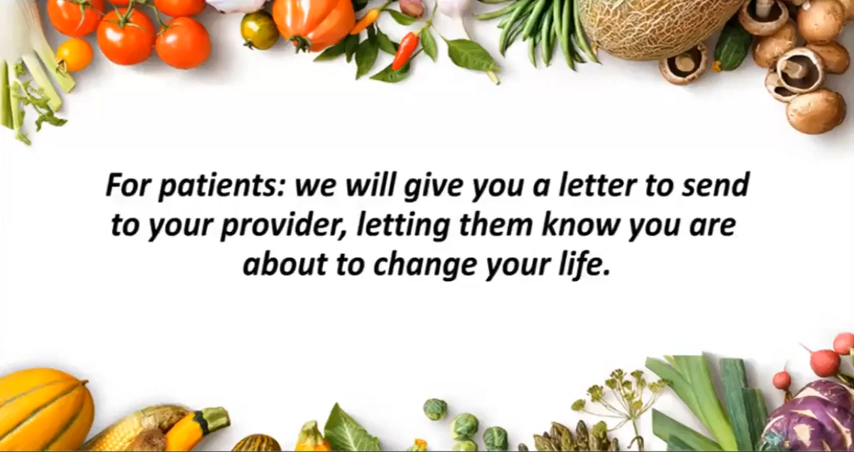 For patients: we will give you a letter to send
to your provider, letting them know you are
about to change your life.